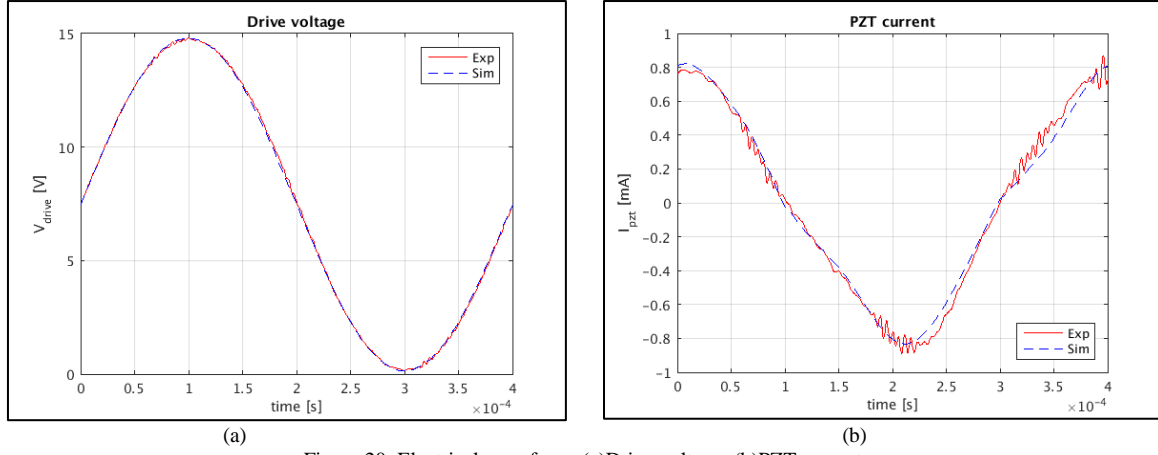 Drive voltage
15
10
5
0
V_drive [V]
Exp
Sim
0 0.5 1 1.5 2 2.5 3 3.5 4
time [s]
×10⁻⁴
(a)
PZT current
1
0.8
0.6
0.4
0.2
0
-0.2
-0.4
-0.6
-0.8
-1
I_pzt [mA]
Exp
Sim
0 0.5 1 1.5 2 2.5 3 3.5 4
time [s]
×10⁻⁴
(b)